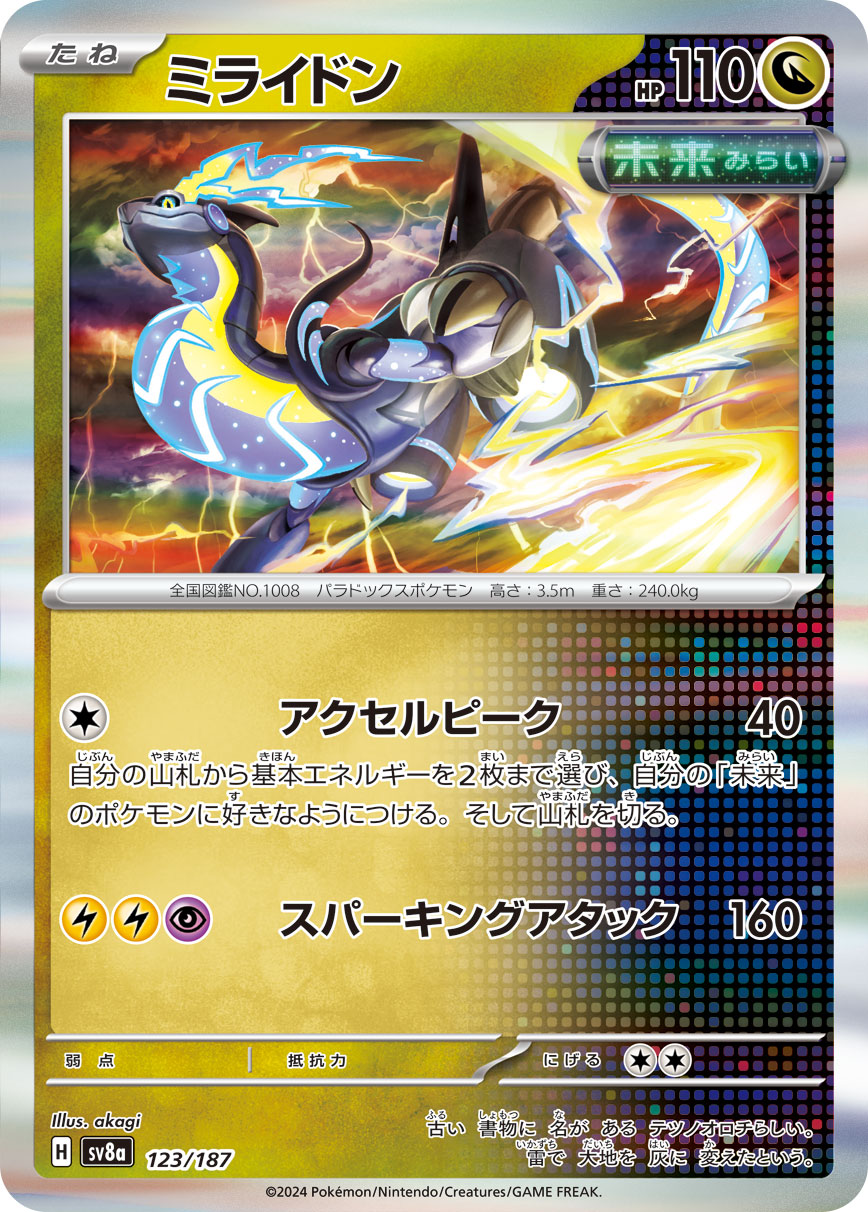 たね
ミライドン
HP110
未来みらい
全国図鑑NO.1008 パラドックスポケモン 高さ:3.5m 重さ:240.0kg
アクセルピーク 40
自分の山札から基本エネルギーを2枚まで選び、自分の「未来」
のポケモンに好きなようにつける。そして山札を切る。
スパーキングアタック 160
弱点 抵抗力 にげる
Illus. akagi
古い 書物に 名が ある テツノオロチらしい。
雷で 大地を 灰に 変えたという。
H sv8a 123/187
©2024 Pokémon/Nintendo/Creatures/GAME FREAK.